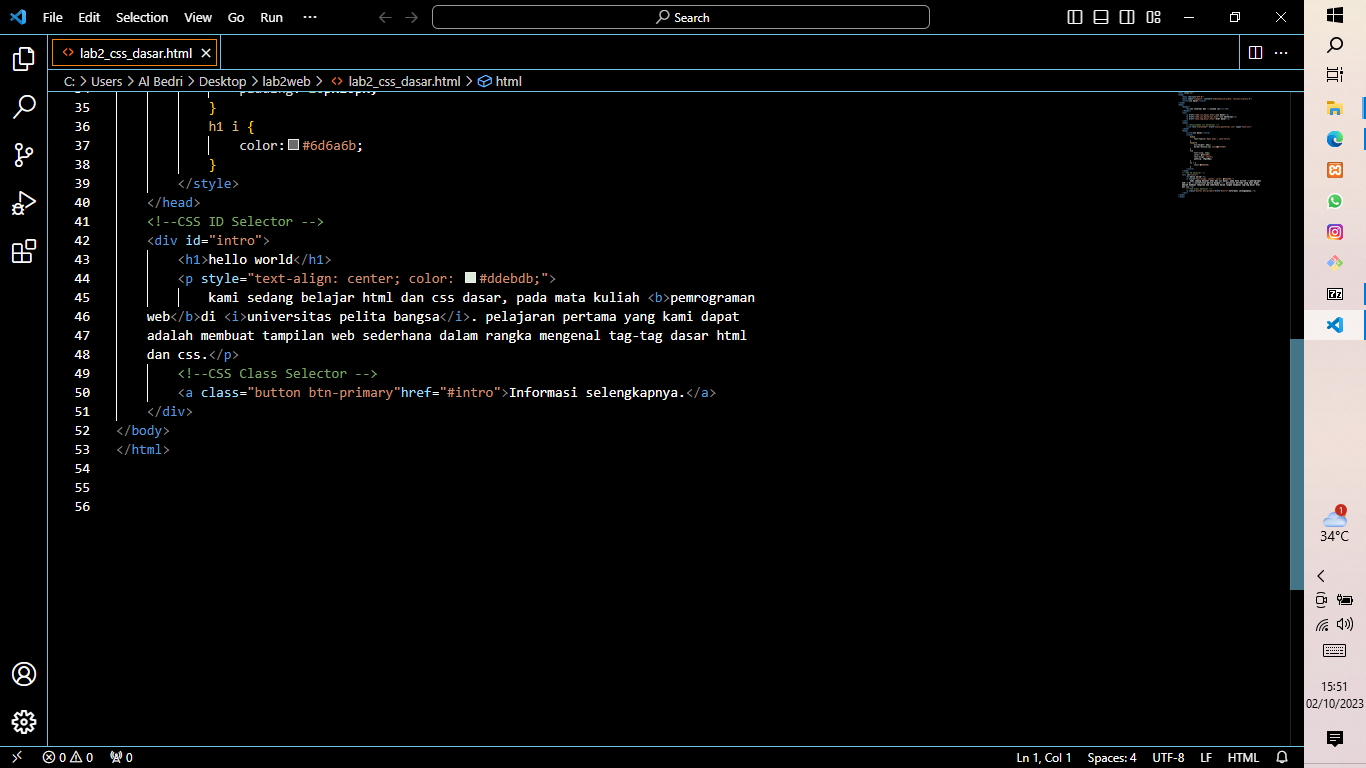 File Edit Selection View Go Run ··· Search
lab2_css_dasar.html
C: > Users > Al Bedri > Desktop > lab2web > lab2_css_dasar.html > html
35 }
36 h1 i {
37 color: #6d6a6b;
38 }
39 </style>
40 </head>
41 <!--CSS ID Selector -->
42 <div id="intro">
43 <h1>hello world</h1>
44 <p style="text-align: center; color: #ddebdb;">
45 kami sedang belajar html dan css dasar, pada mata kuliah <b>pemrograman
46 web</b>di <i>universitas pelita bangsa</i>. pelajaran pertama yang kami dapat
47 adalah membuat tampilan web sederhana dalam rangka mengenal tag-tag dasar html
48 dan css.</p>
49 <!--CSS Class Selector -->
50 <a class="button btn-primary"href="#intro">Informasi selengkapnya.</a>
51 </div>
52 </body>
53 </html>
54
55
56
0 0 0 Ln 1, Col 1 Spaces: 4 UTF-8 LF HTML
1
34°C
15:51
02/10/2023